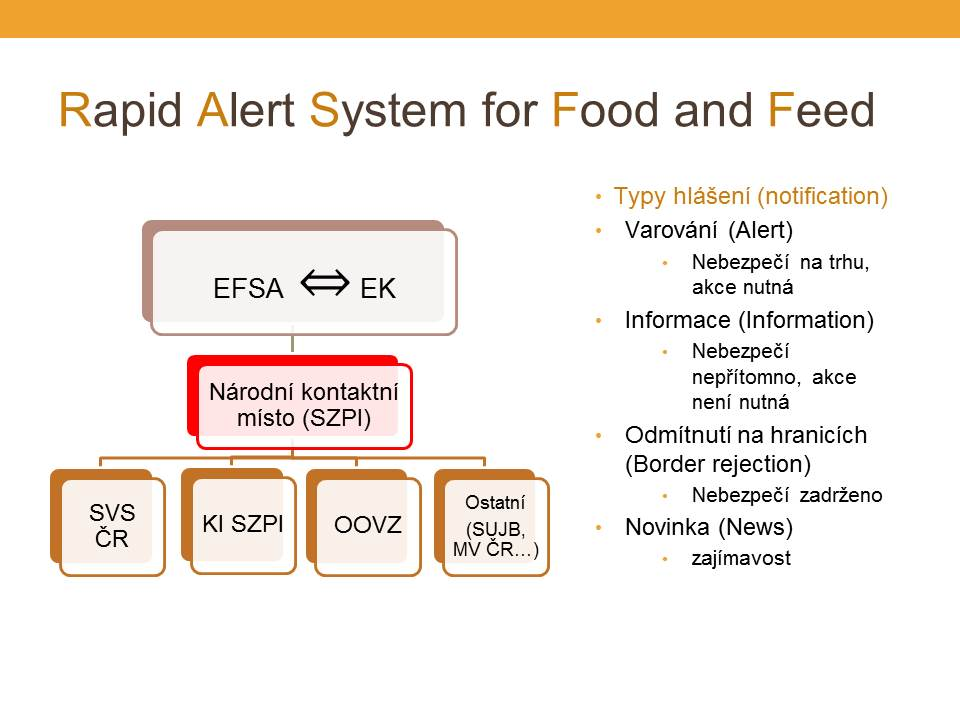 Rapid Alert System for Food and Feed
EFSA ⇔ EK
Národní kontaktní
místo (SZPI)
SVS
ČR
KI SZPI
OOVZ
Ostatní
(SUJB,
MV ČR…)
• Typy hlášení (notification)
• Varování (Alert)
• Nebezpečí na trhu,
akce nutná
• Informace (Information)
• Nebezpečí
nepřítomno, akce
není nutná
• Odmítnutí na hranicích
(Border rejection)
• Nebezpečí zadrženo
• Novinka (News)
• zajímavost